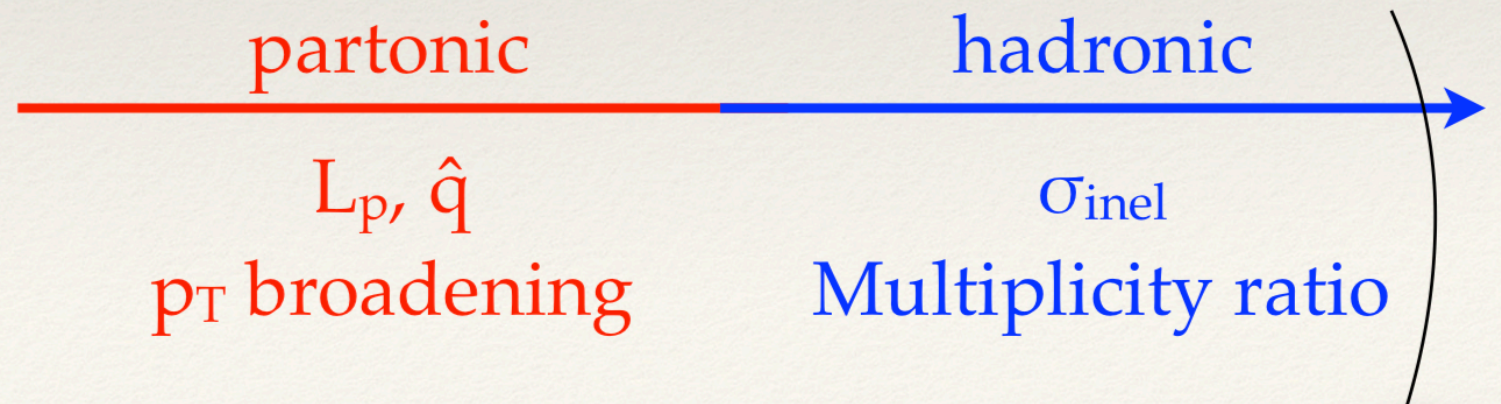 partonic
hadronic
Lp, q̂
σinel
pT broadening
Multiplicity ratio